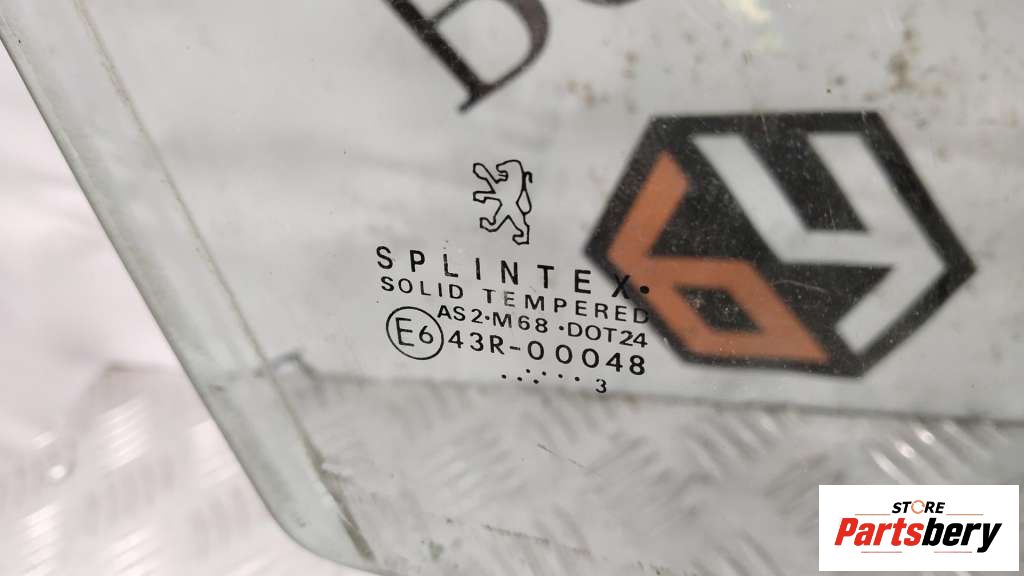 SPLINTEX
SOLID TEMPERED
AS2·M68·DOT24
E6 43R-00048
..:.... 3
STORE
Partsbery